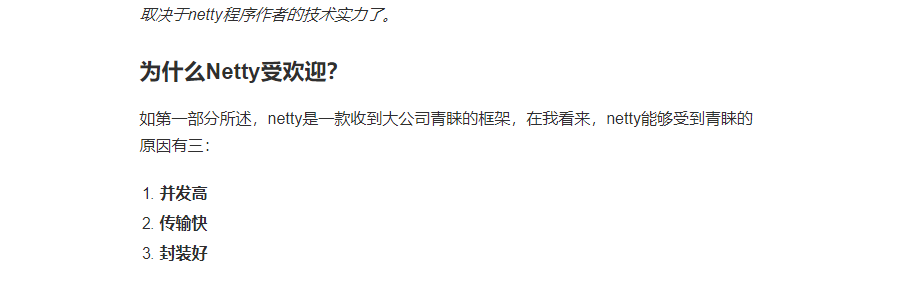 取决于netty程序作者的技术实力了。
为什么Netty受欢迎？
如第一部分所述，netty是一款收到大公司青睐的框架，在我看来，netty能够受到青睐的
原因有三：
1. 并发高
2. 传输快
3. 封装好